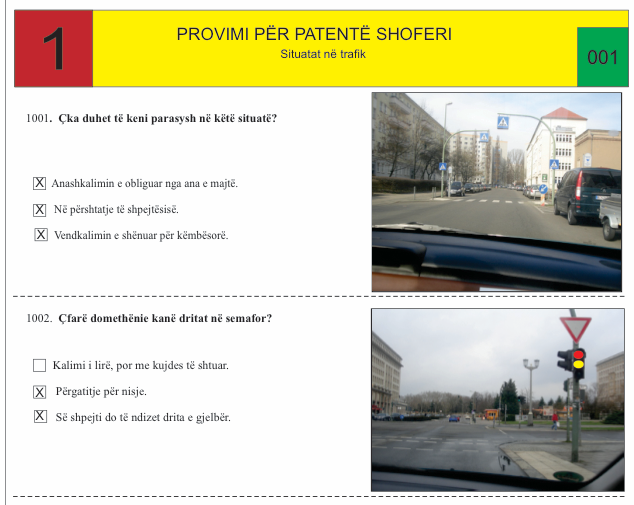 1
PROVIMI PËR PATENTË SHOFERI
Situatat në trafik
001
1001. Çka duhet të keni parasysh në këtë situatë?
X Anashkalimin e obliguar nga ana e majtë.
X Në përshtatje të shpejtësisë.
X Vendkalimin e shënuar për këmbësorë.
1002. Çfarë domethënie kanë dritat në semafor?
Kalimi i lirë, por me kujdes të shtuar.
X Përgatitje për nisje.
X Së shpejti do të ndizet drita e gjelbër.